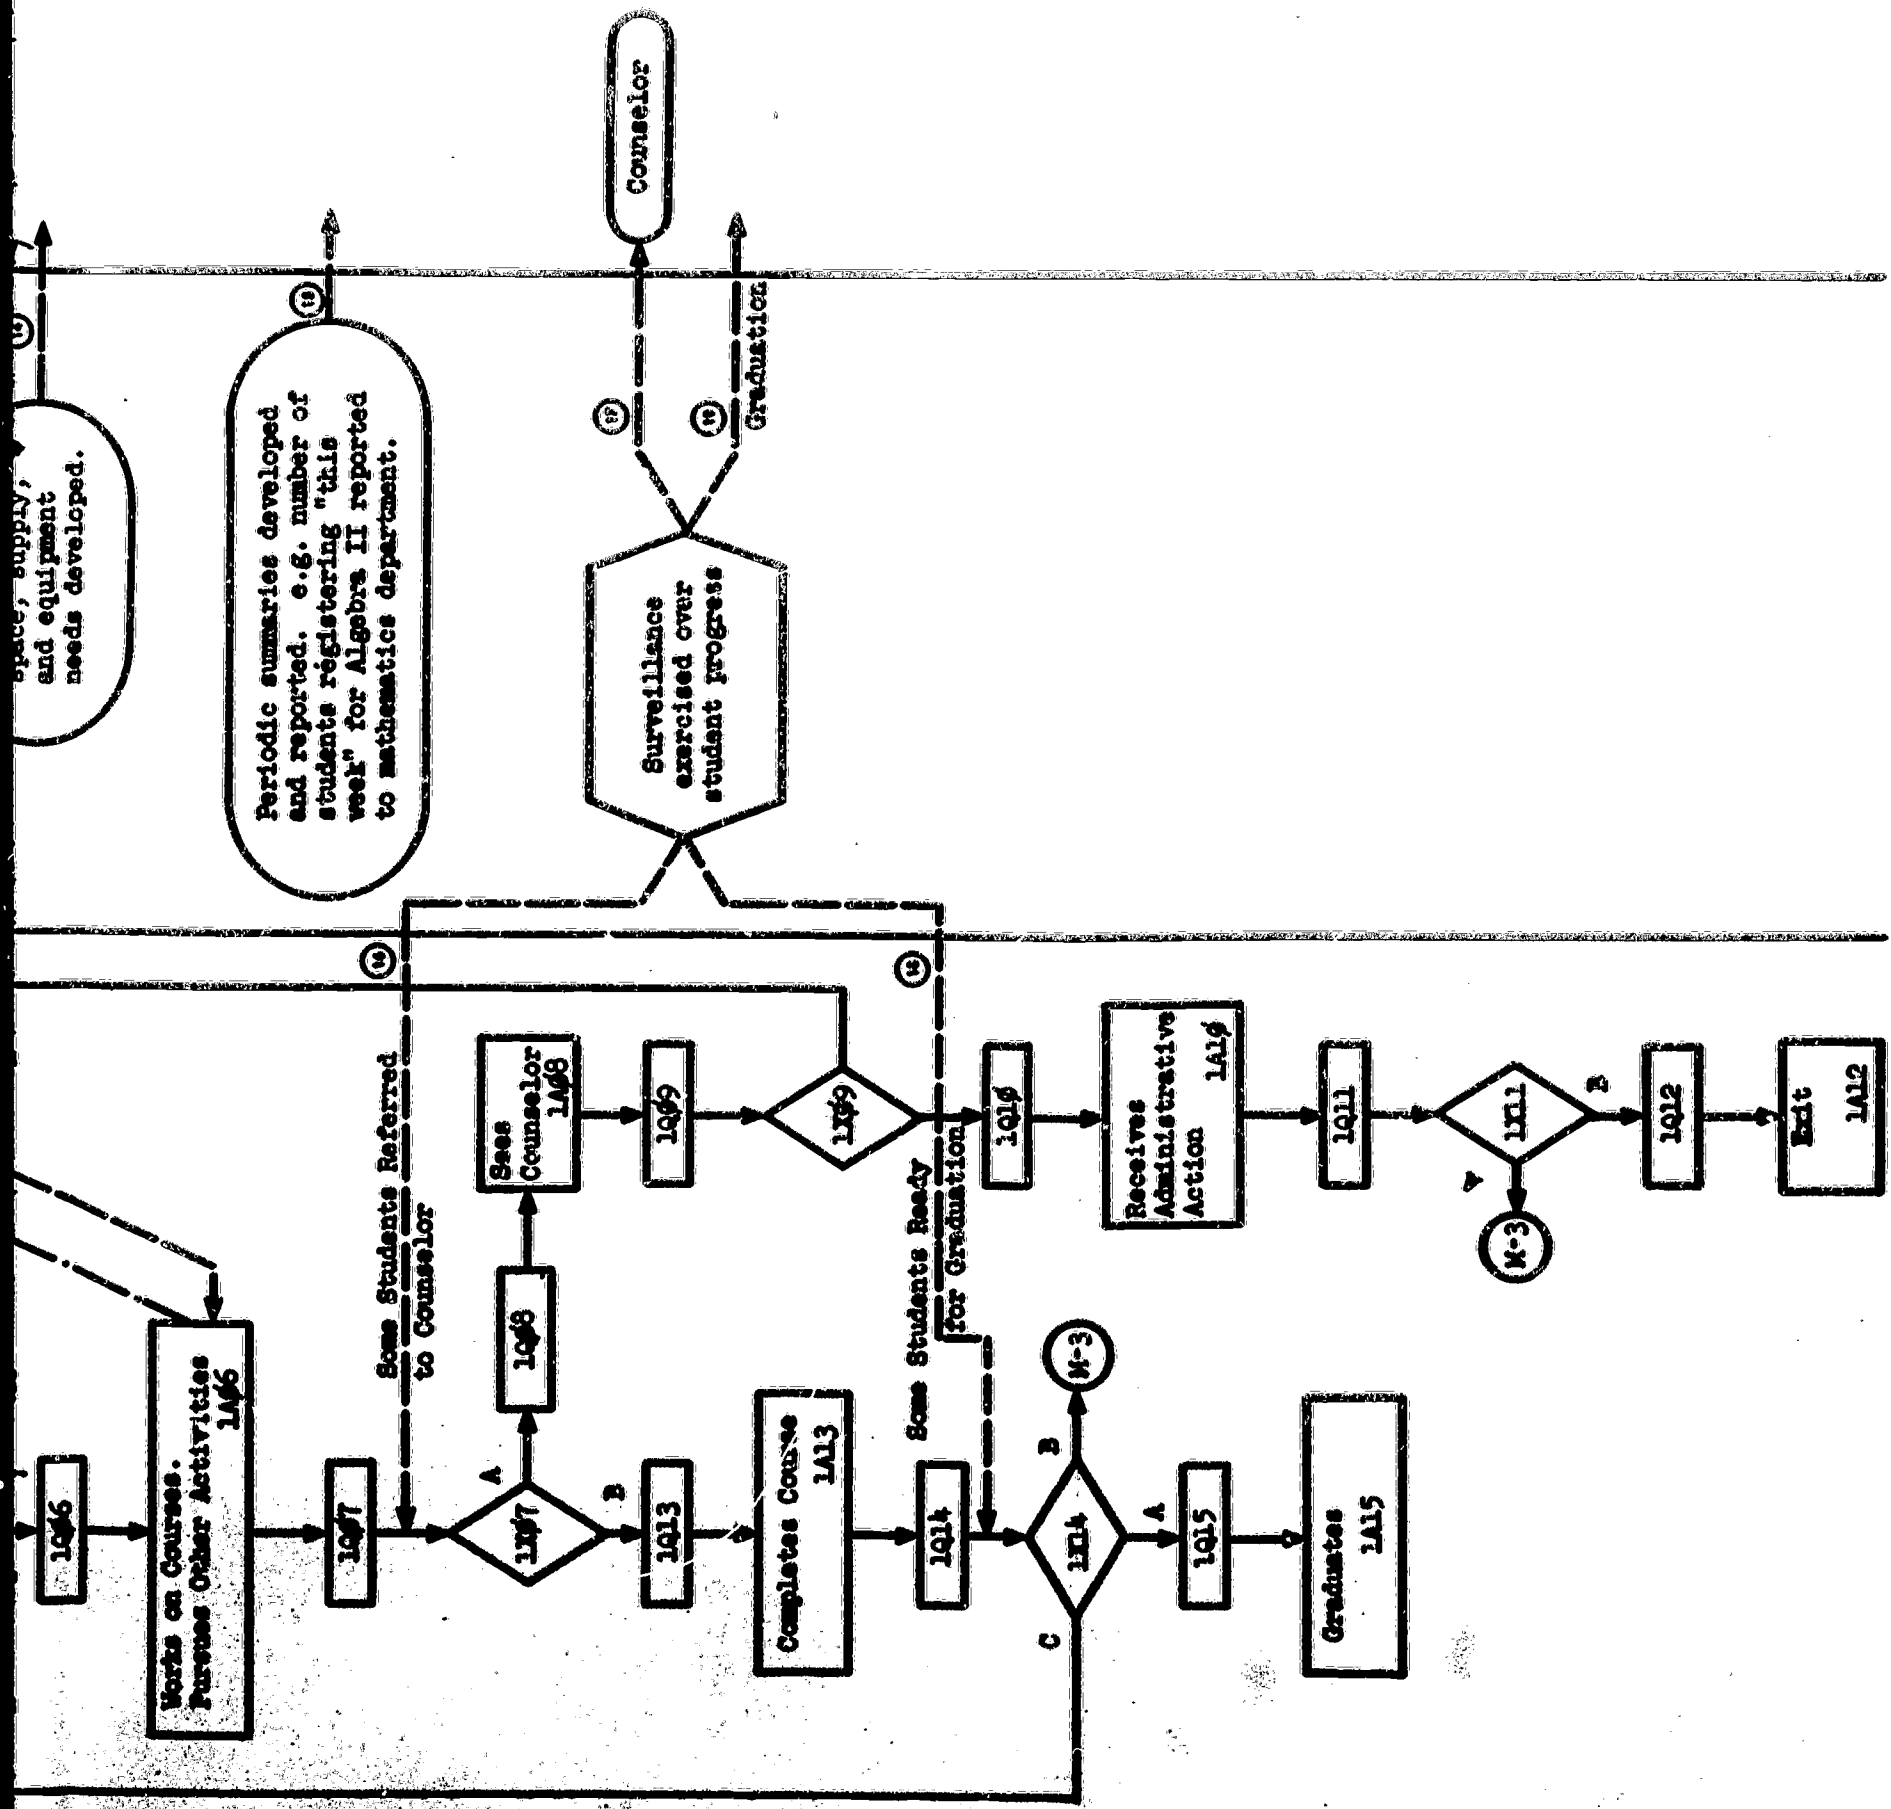 1Q06
Works on Courses.
Pursues Other Activities
1A06
1Q07
Some Students Referred
to Counselor
1X07
A
B
1Q08
Sees
Counselor
1A08
1Q09
1X09
1Q13
Completes Course
1A13
1Q14
Some Students Ready
for Graduation
1X14
A
B
C
M-3
1Q15
Graduates
1A15
1Q10
Receives
Administrative
Action
1A10
1Q11
1X11
B
M-3
1Q12
Exit
1A12
Space, supply,
and equipment
needs developed.
Periodic summaries developed
and reported. e.g. number of
students registering "this
week" for Algebra II reported
to mathematics department.
Surveillance
exercised over
student progress
Graduation
Counselor